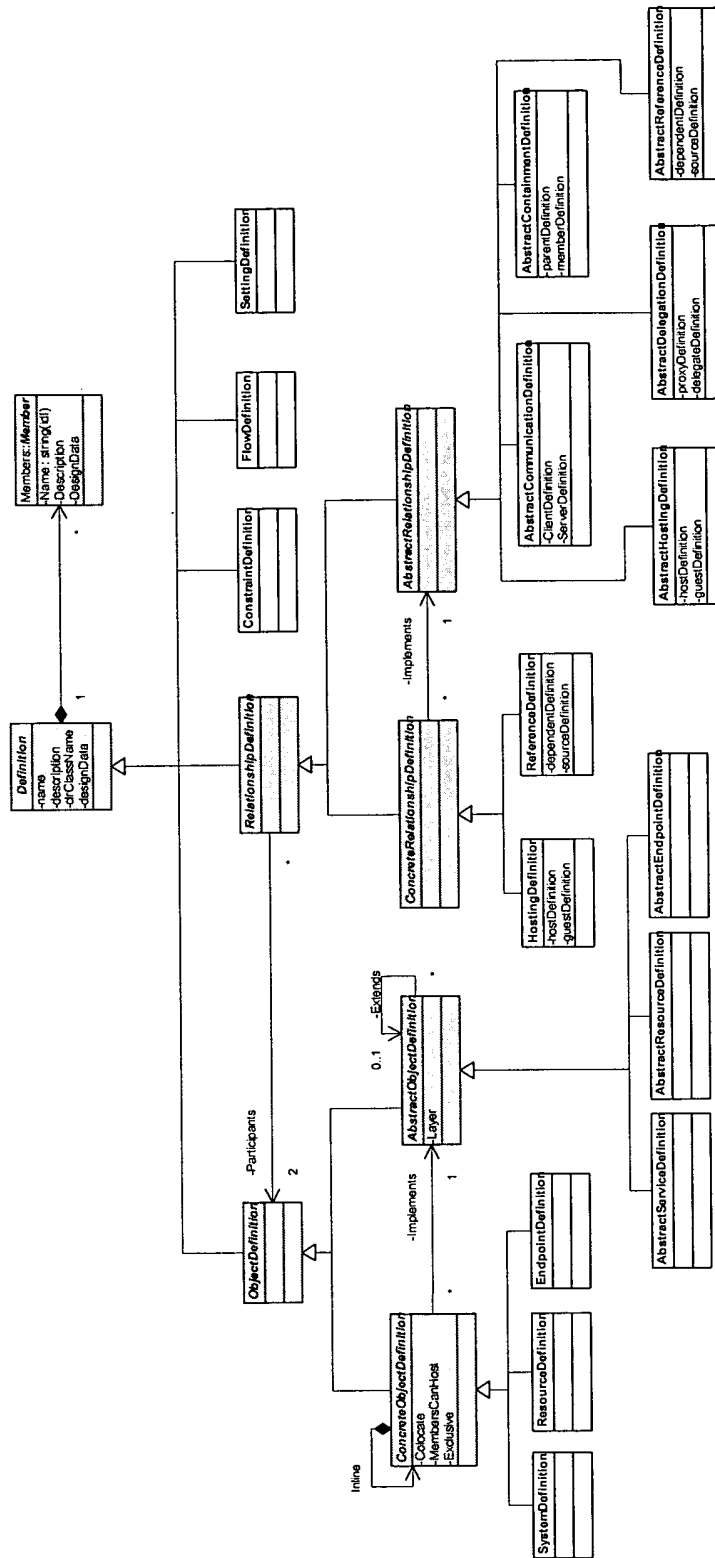 Definition
-name
-description
-drClassName
-designData
1
*
Members::Member
-Name : string(idl)
-Description
-DesignData
ObjectDefinition
-Participants
2
*
RelationshipDefinition
ConstraintDefinition
FlowDefinition
SettingDefinition
Inline
ConcreteObjectDefinition
-Colocate
-MembersCanHost
-Exclusive
-Implements
*
1
AbstractObjectDefinition
-Layer
-Extends
0..1
*
ConcreteRelationshipDefinition
-Implements
*
1
AbstractRelationshipDefinition
SystemDefinition
ResourceDefinition
EndpointDefinition
HostingDefinition
-hostDefinition
-guestDefinition
ReferenceDefinition
-dependentDefinition
-sourceDefinition
AbstractCommunicationDefinition
-ClientDefinition
-ServerDefinition
AbstractContainmentDefinition
-parentDefinition
-memberDefinition
AbstractServiceDefinition
AbstractResourceDefinition
AbstractEndpointDefinition
AbstractHostingDefinition
-hostDefinition
-guestDefinition
AbstractDelegationDefinition
-proxyDefinition
-delegateDefinition
AbstractReferenceDefinition
-dependentDefinition
-sourceDefinition